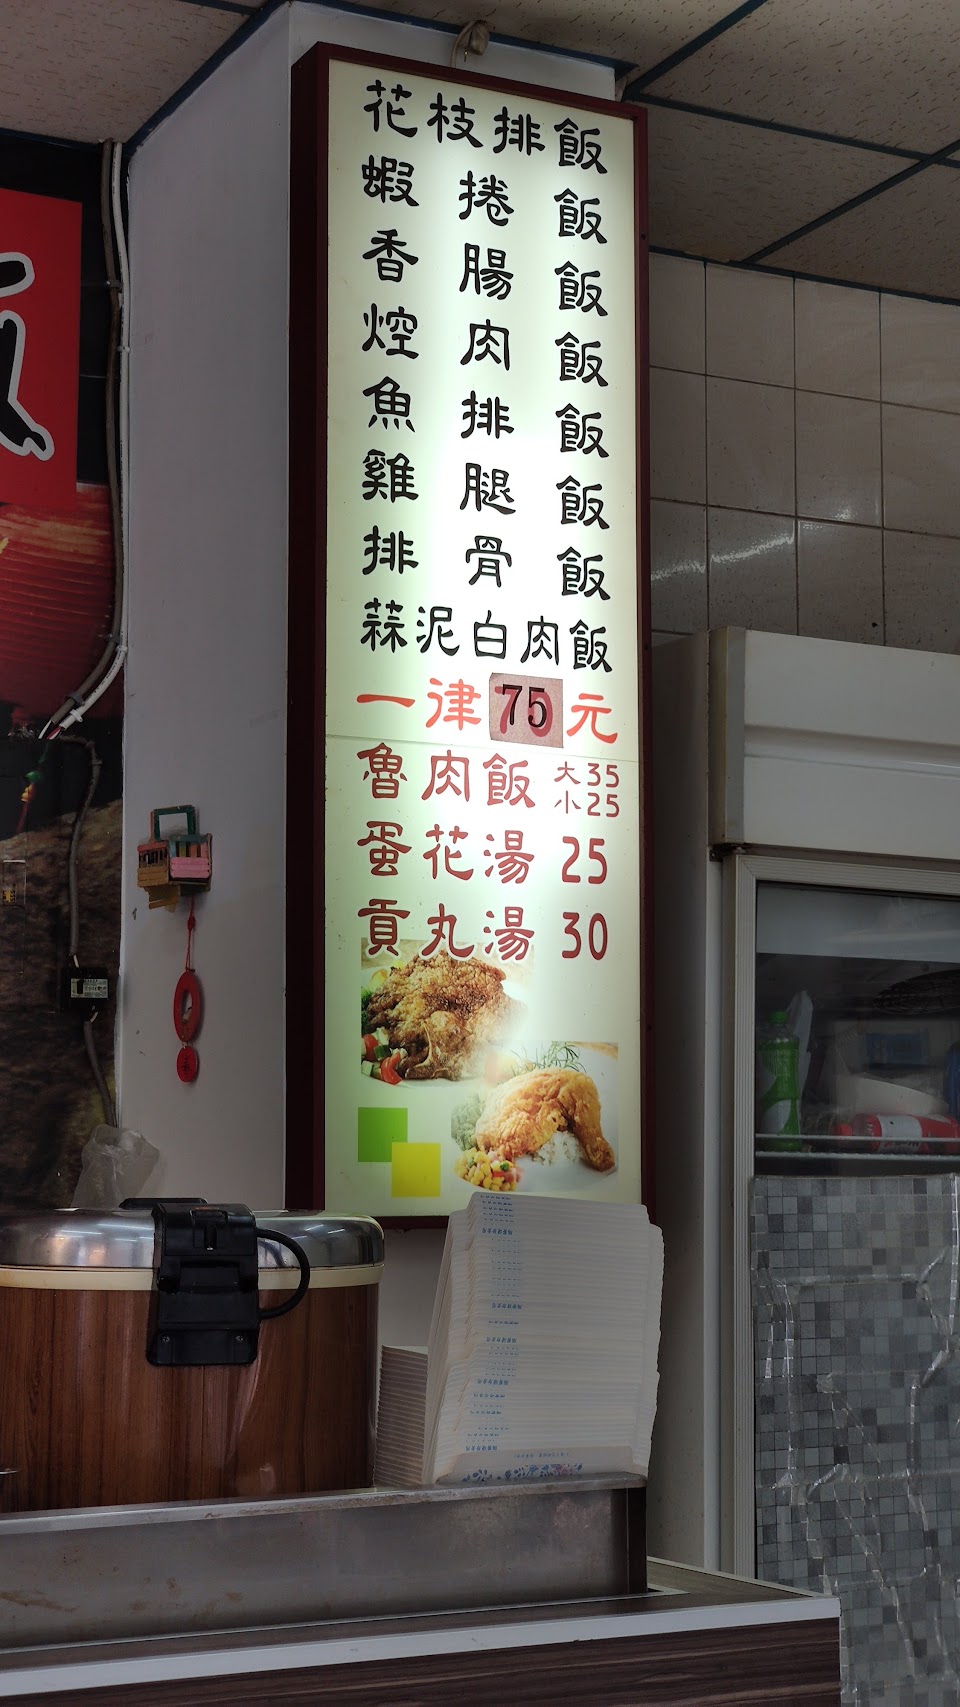 花枝排飯
蝦捲飯
香腸飯
焢肉飯
魚排飯
雞腿飯
排骨飯
蒜泥白肉飯
一律75元
魯肉飯 大35
小25
蛋花湯 25
貢丸湯 30